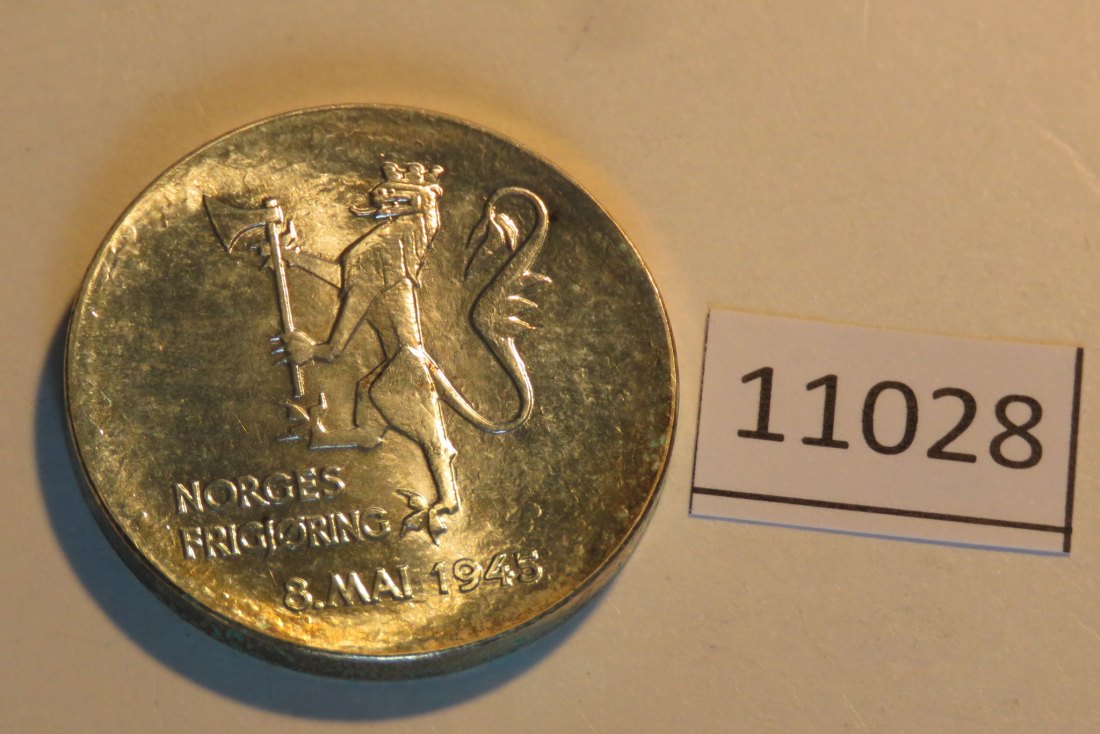 NORGES
FRIGJØRING
8. MAI 1945
11028